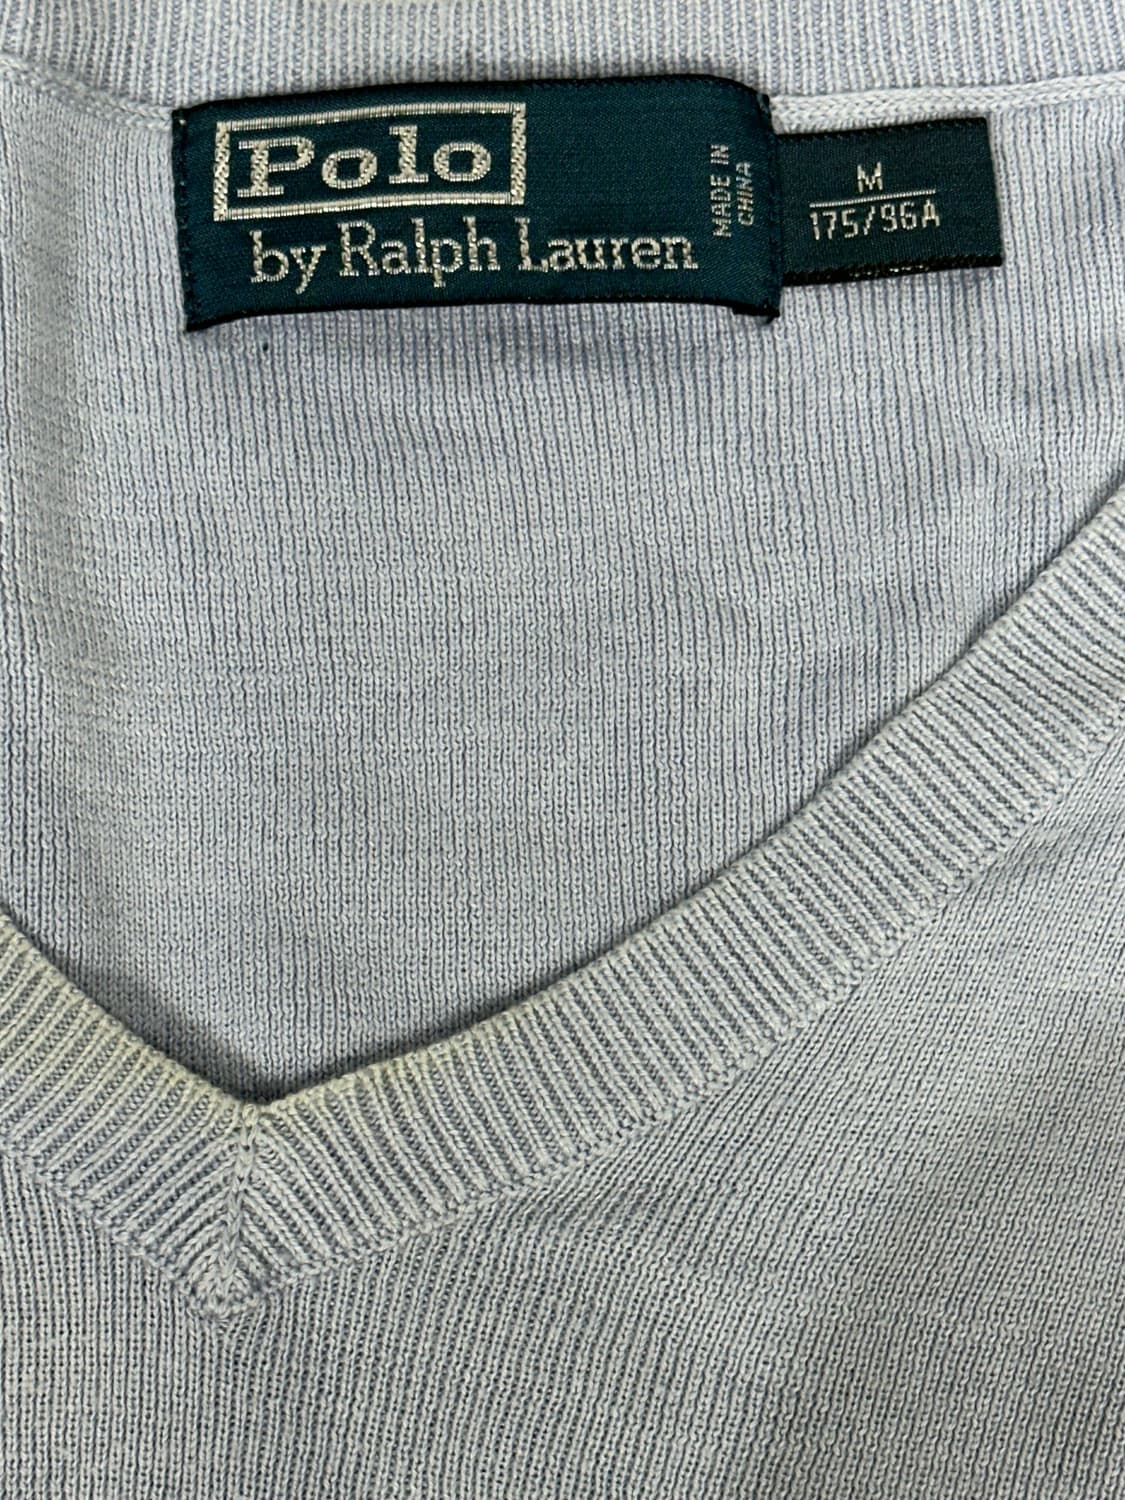 Polo
by Ralph Lauren
MADE IN
CHINA
M
175/96A